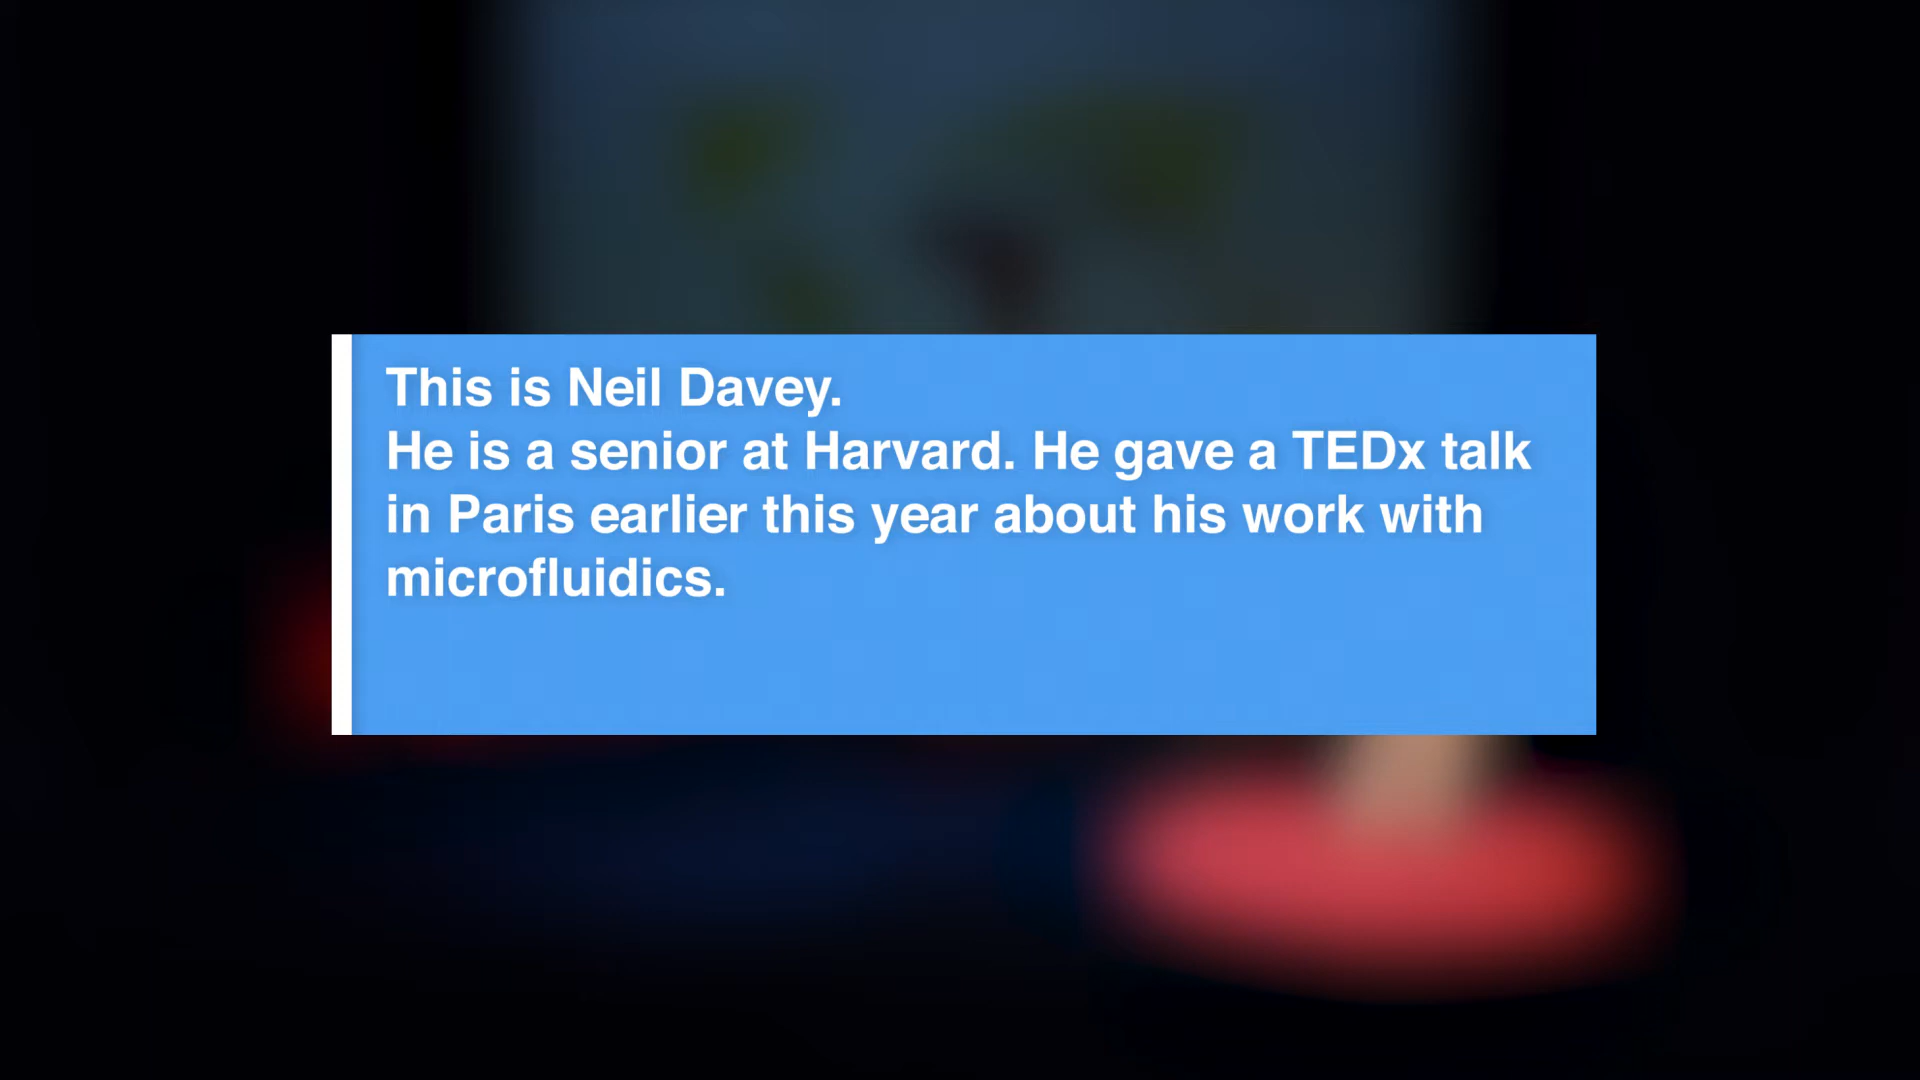 This is Neil Davey.
He is a senior at Harvard. He gave a TEDx talk
in Paris earlier this year about his work with
microfluidics.